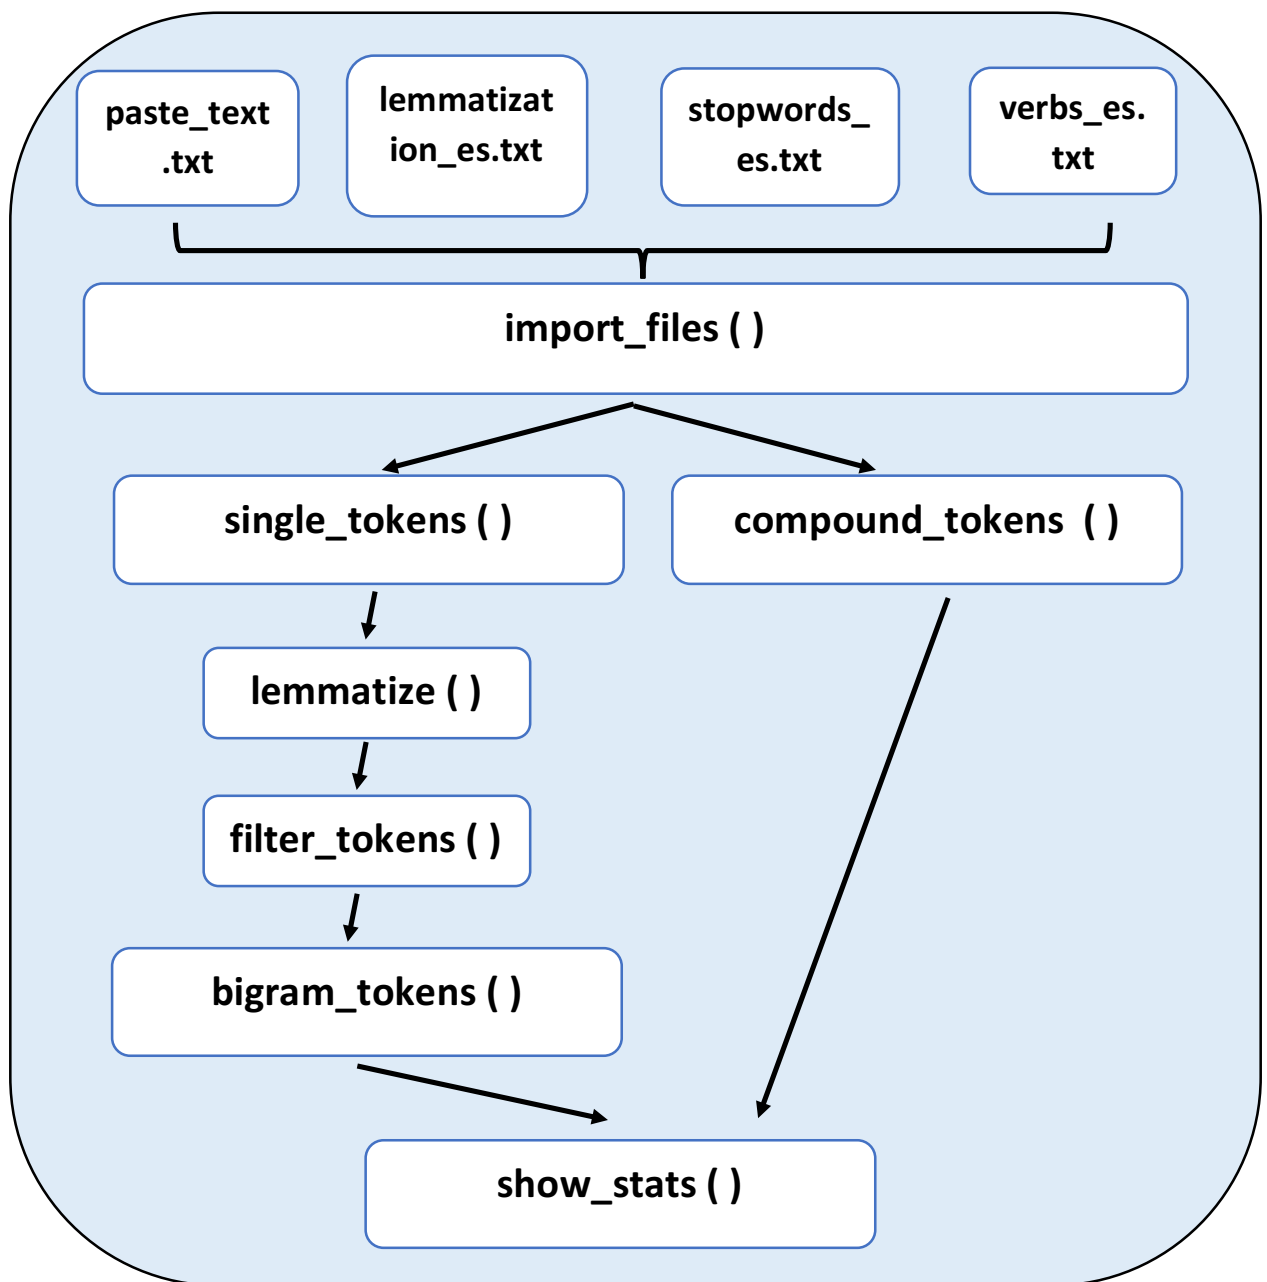 paste_text
.txt
lemmatizat
ion_es.txt
stopwords_
es.txt
verbs_es.
txt
import_files ( )
single_tokens ( )
compound_tokens  ( )
lemmatize ( )
filter_tokens ( )
bigram_tokens ( )
show_stats ( )